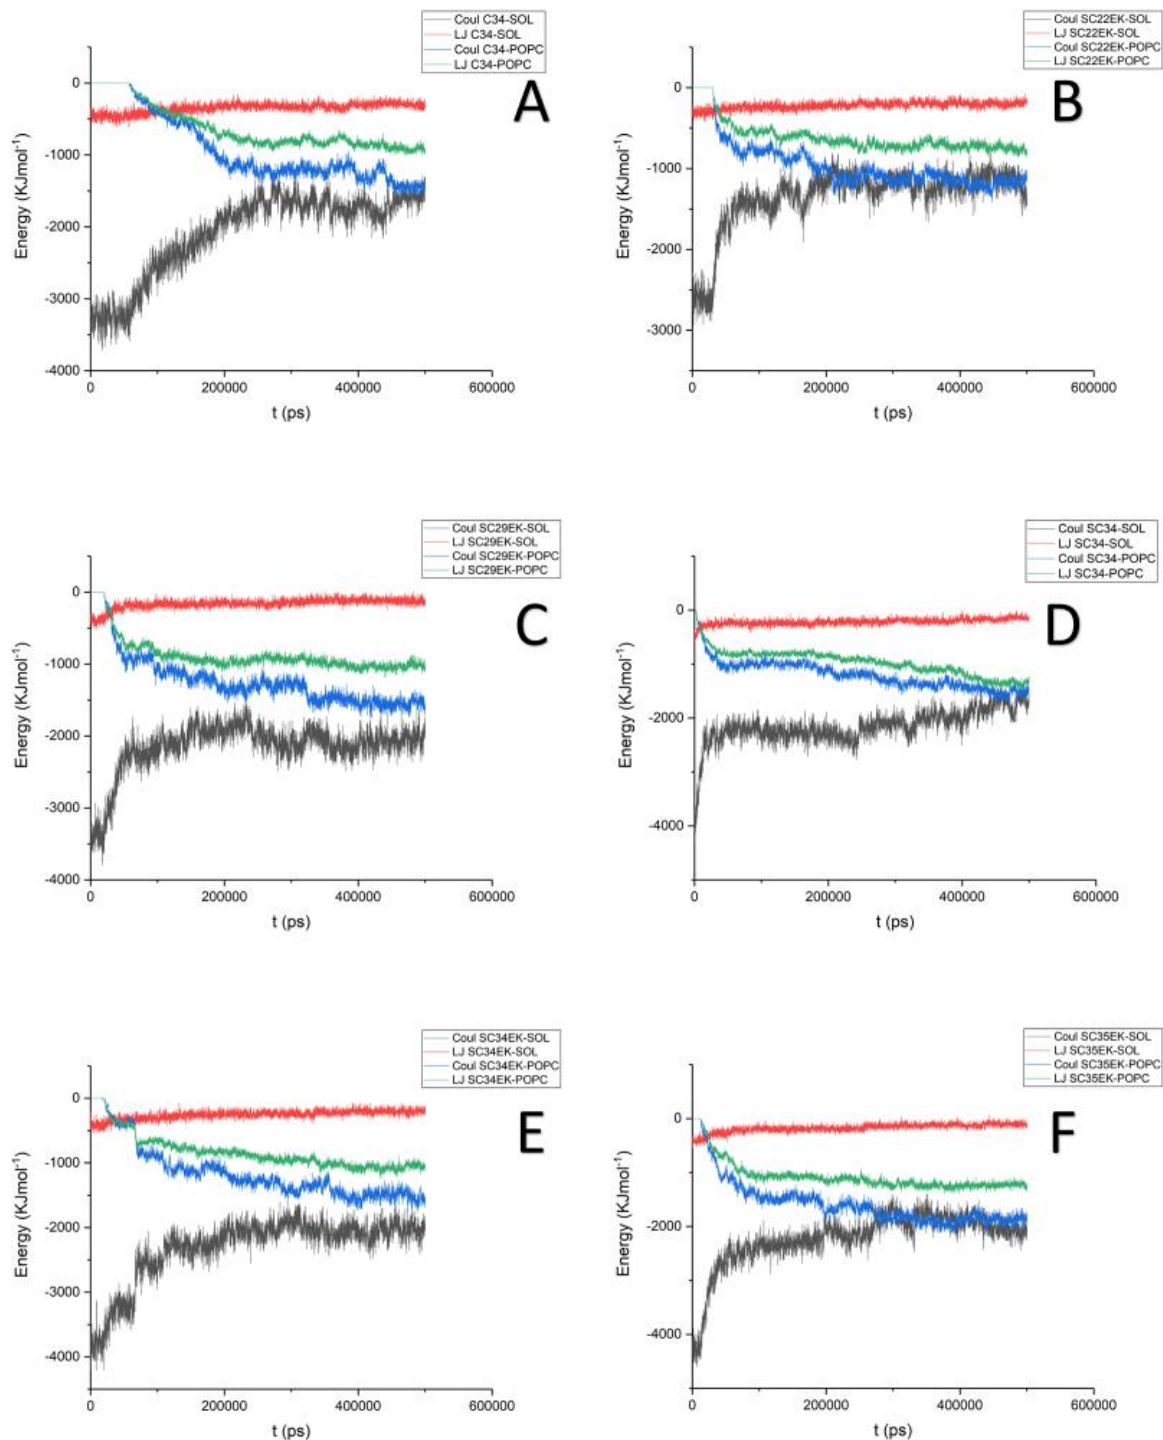 Coul C34-SOL
LJ C34-SOL
Coul C34-POPC
LJ C34-POPC
A
0
-1000
-2000
-3000
-4000
Energy (KJmol⁻¹)
0 200000 400000 600000
t (ps)
Coul SC22EK-SOL
LJ SC22EK-SOL
Coul SC22EK-POPC
LJ SC22EK-POPC
B
0
-1000
-2000
-3000
Energy (KJmol⁻¹)
0 200000 400000 600000
t (ps)
Coul SC29EK-SOL
LJ SC29EK-SOL
Coul SC29EK-POPC
LJ SC29EK-POPC
C
0
-1000
-2000
-3000
-4000
Energy (KJmol⁻¹)
0 200000 400000 600000
t (ps)
Coul SC34-SOL
LJ SC34-SOL
Coul SC34-POPC
LJ SC34-POPC
D
0
-2000
-4000
Energy (KJmol⁻¹)
0 200000 400000 600000
t (ps)
Coul SC34EK-SOL
LJ SC34EK-SOL
Coul SC34EK-POPC
LJ SC34EK-POPC
E
0
-1000
-2000
-3000
-4000
Energy (KJmol⁻¹)
0 200000 400000 600000
t (ps)
Coul SC35EK-SOL
LJ SC35EK-SOL
Coul SC35EK-POPC
LJ SC35EK-POPC
F
0
-2000
-4000
Energy (KJmol⁻¹)
0 200000 400000 600000
t (ps)